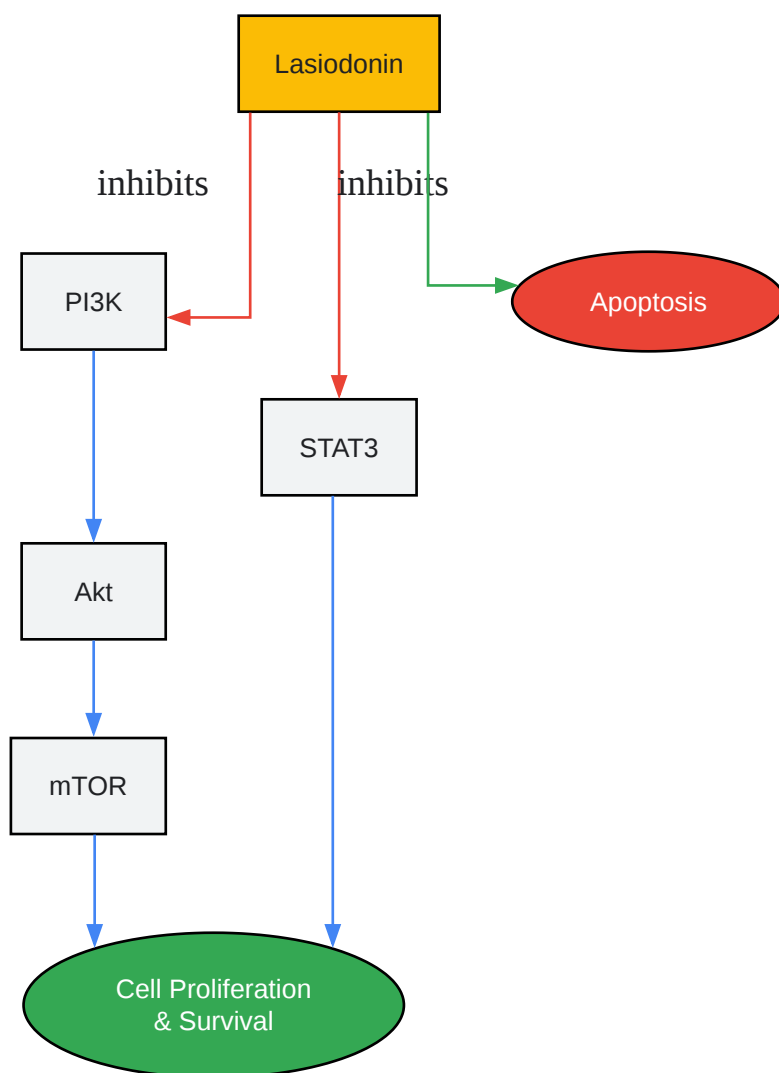 Lasiodonin
inhibits
inhibits
PI3K
Apoptosis
STAT3
Akt
mTOR
Cell Proliferation
& Survival